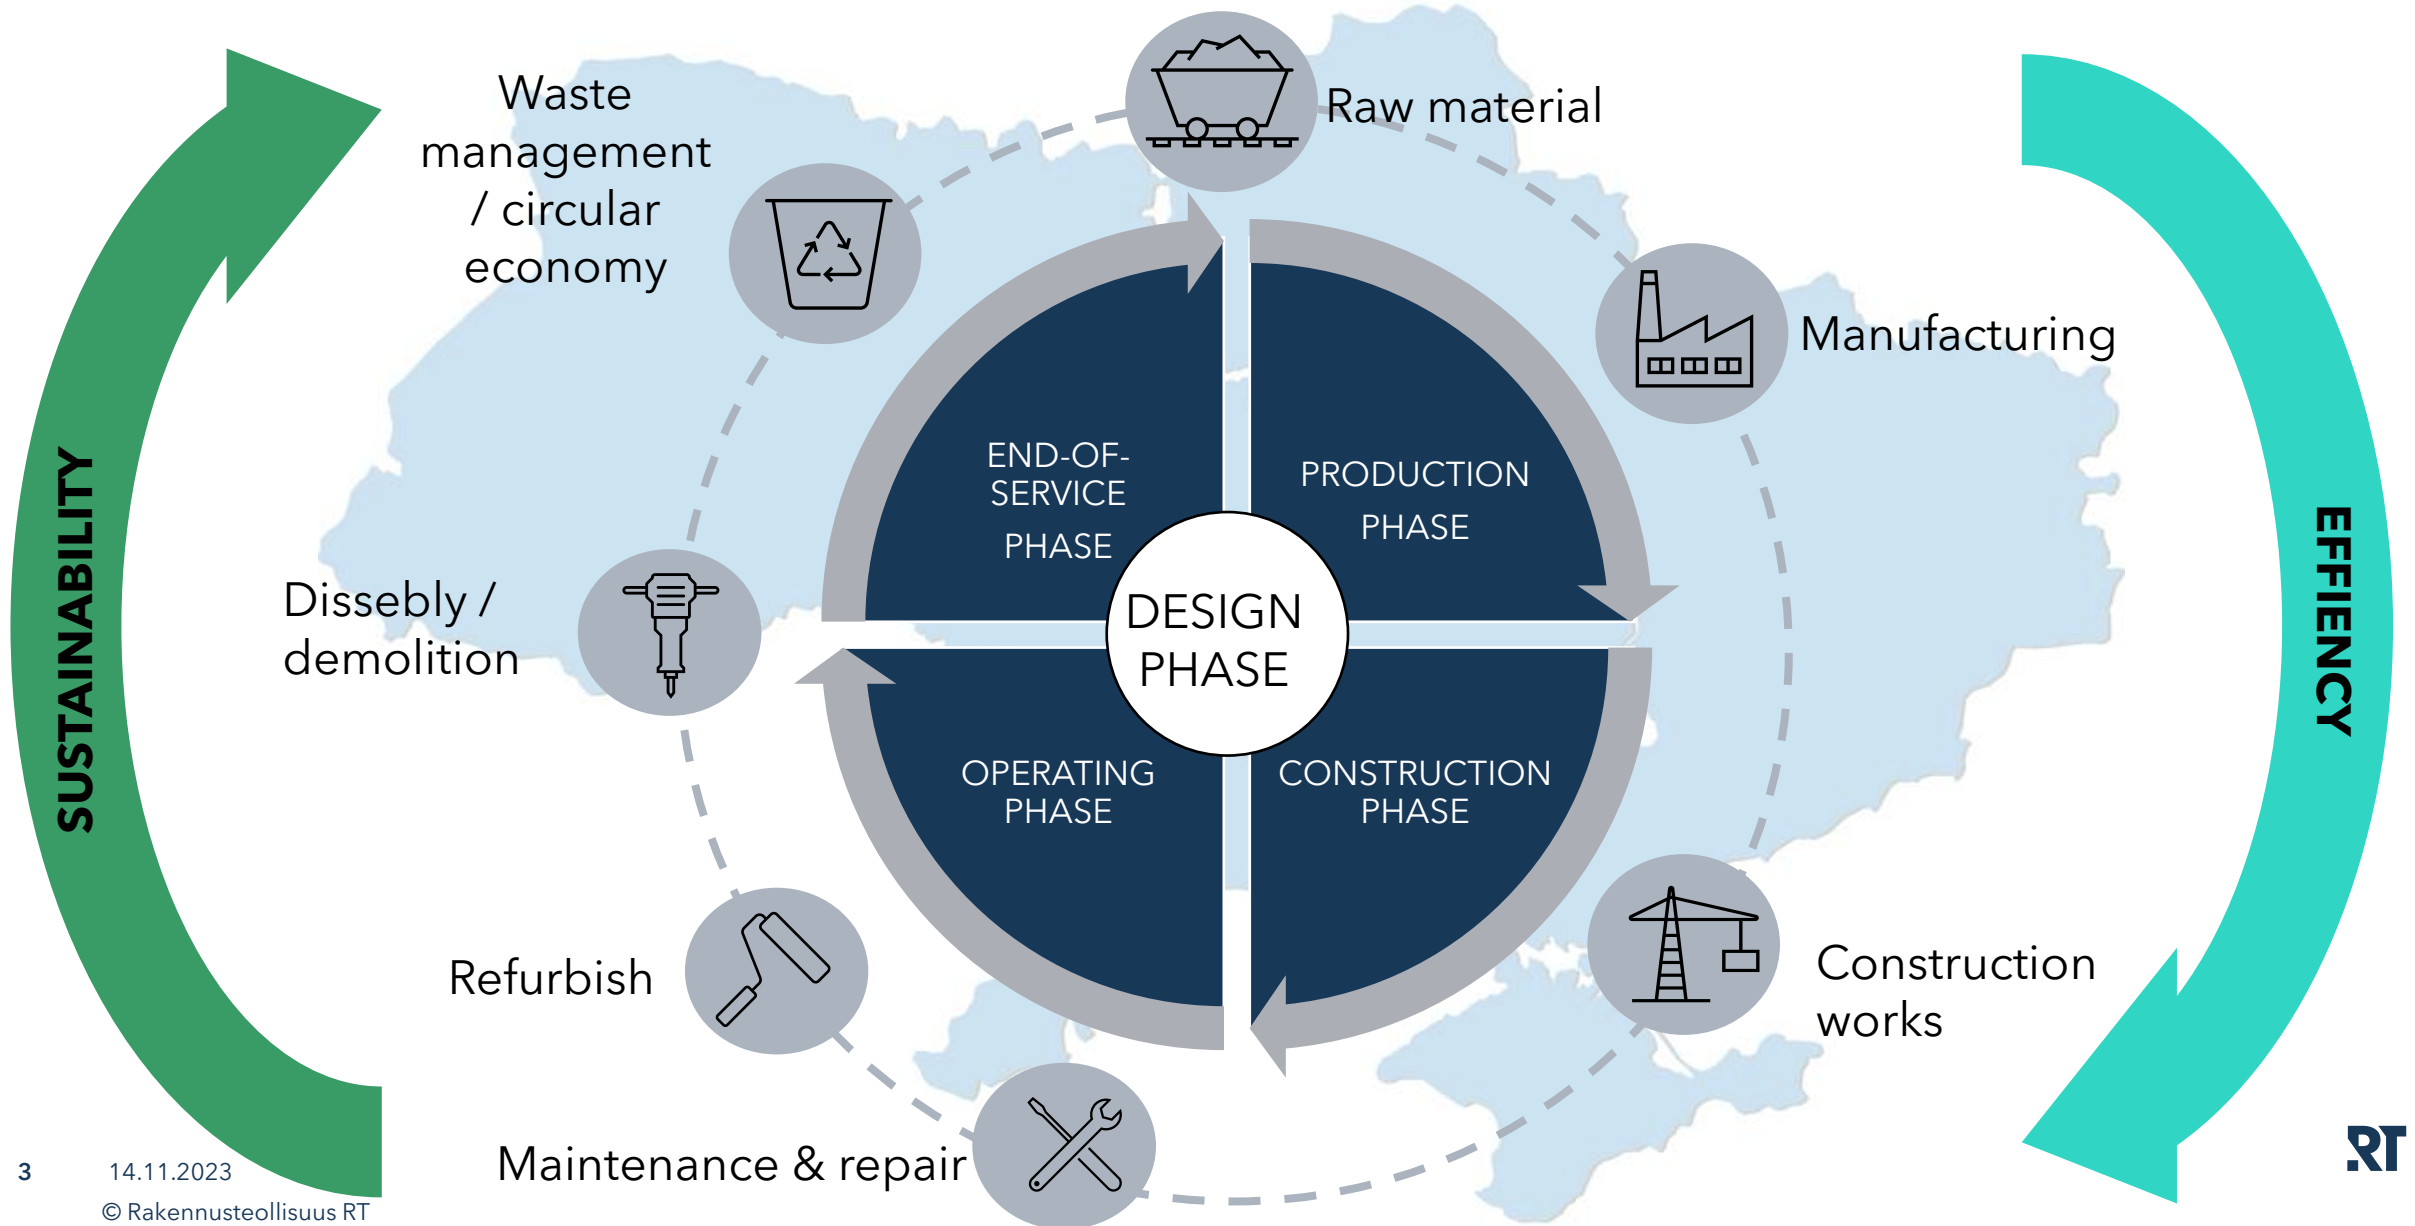 Waste
management
/ circular
economy
Raw material
Manufacturing
SUSTAINABILITY
EFFIENCY
END-OF-
SERVICE
PHASE
PRODUCTION
PHASE
DESIGN
PHASE
Dissebly /
demolition
OPERATING
PHASE
CONSTRUCTION
PHASE
Refurbish
Construction
works
Maintenance & repair
3
14.11.2023
© Rakennusteollisuus RT
RT